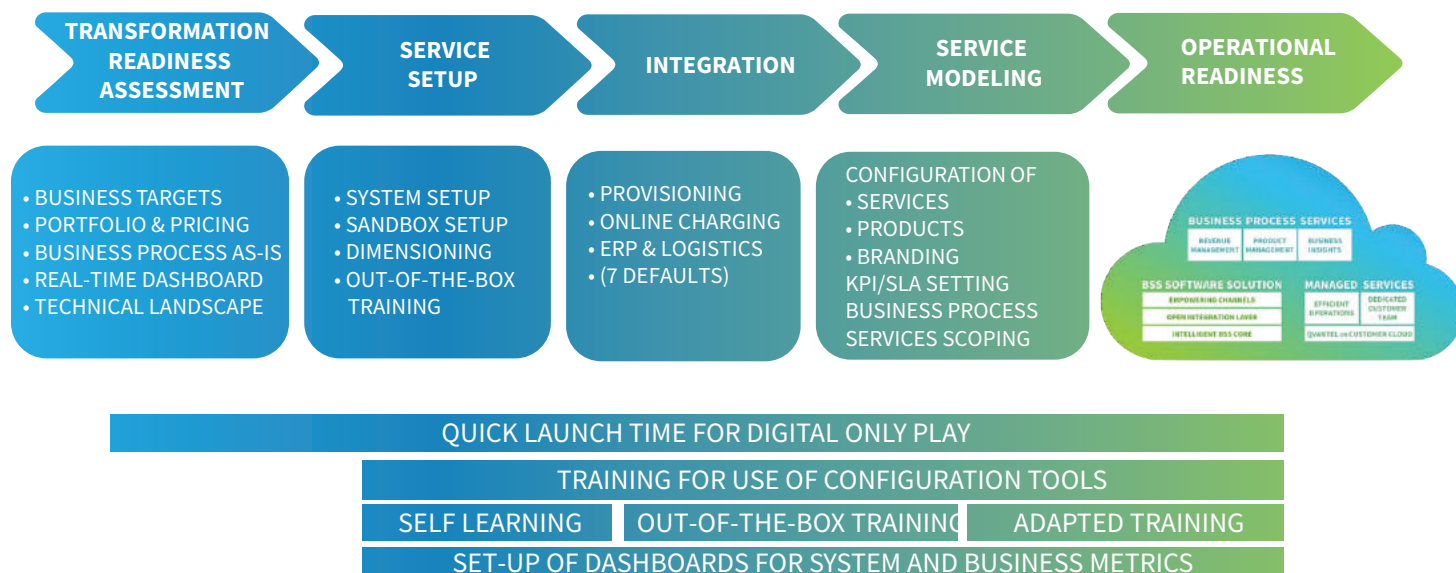 TRANSFORMATION
READINESS
ASSESSMENT
SERVICE
SETUP
INTEGRATION
SERVICE
MODELING
OPERATIONAL
READINESS
• BUSINESS TARGETS
• PORTFOLIO & PRICING
• BUSINESS PROCESS AS-IS
• REAL-TIME DASHBOARD
• TECHNICAL LANDSCAPE
• SYSTEM SETUP
• SANDBOX SETUP
• DIMENSIONING
• OUT-OF-THE-BOX
TRAINING
• PROVISIONING
• ONLINE CHARGING
• ERP & LOGISTICS
• (7 DEFAULTS)
CONFIGURATION OF
• SERVICES
• PRODUCTS
• BRANDING
KPI/SLA SETTING
BUSINESS PROCESS
SERVICES SCOPING
BUSINESS PROCESS SERVICES
REVENUE
MANAGEMENT
PRODUCT
MANAGEMENT
BUSINESS
INSIGHTS
BSS SOFTWARE SOLUTION
EMPOWERING CHANNELS
OPEN INTEGRATION LAYER
INTELLIGENT BSS CORE
MANAGED SERVICES
EFFICIENT
OPERATIONS
DEDICATED
CUSTOMER
TEAM
QVANTEL OR CUSTOMER CLOUD
QUICK LAUNCH TIME FOR DIGITAL ONLY PLAY
TRAINING FOR USE OF CONFIGURATION TOOLS
SELF LEARNING
OUT-OF-THE-BOX TRAINING
ADAPTED TRAINING
SET-UP OF DASHBOARDS FOR SYSTEM AND BUSINESS METRICS